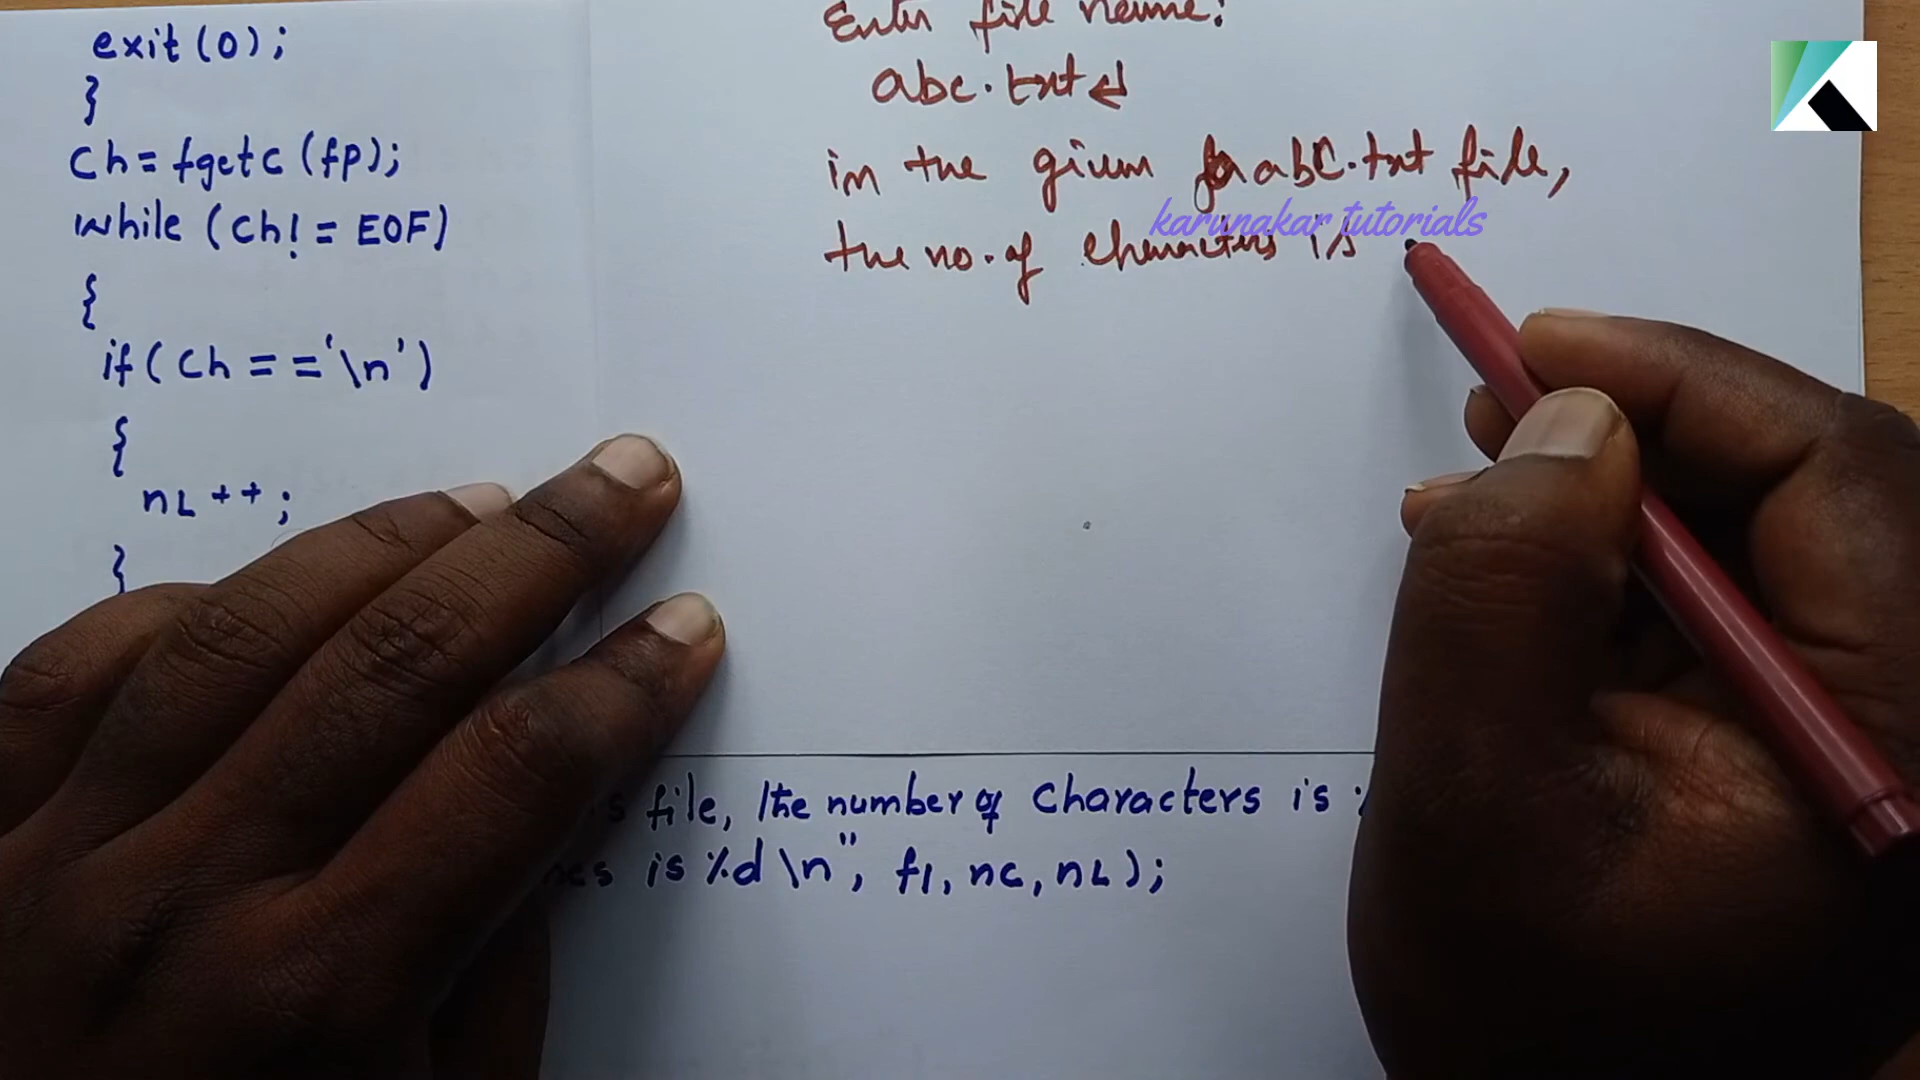 exit(0);
}
Ch=fgetc(fp);
while (Ch! = EOF)
{
if(Ch=='\n')
{
nL++;
}
Enter file name:
abc.txt↵
in the given abc.txt file,
the no. of characters is
karunakar tutorials
s file, the number of Characters is
nes is %d \n", f1, nc, nL);